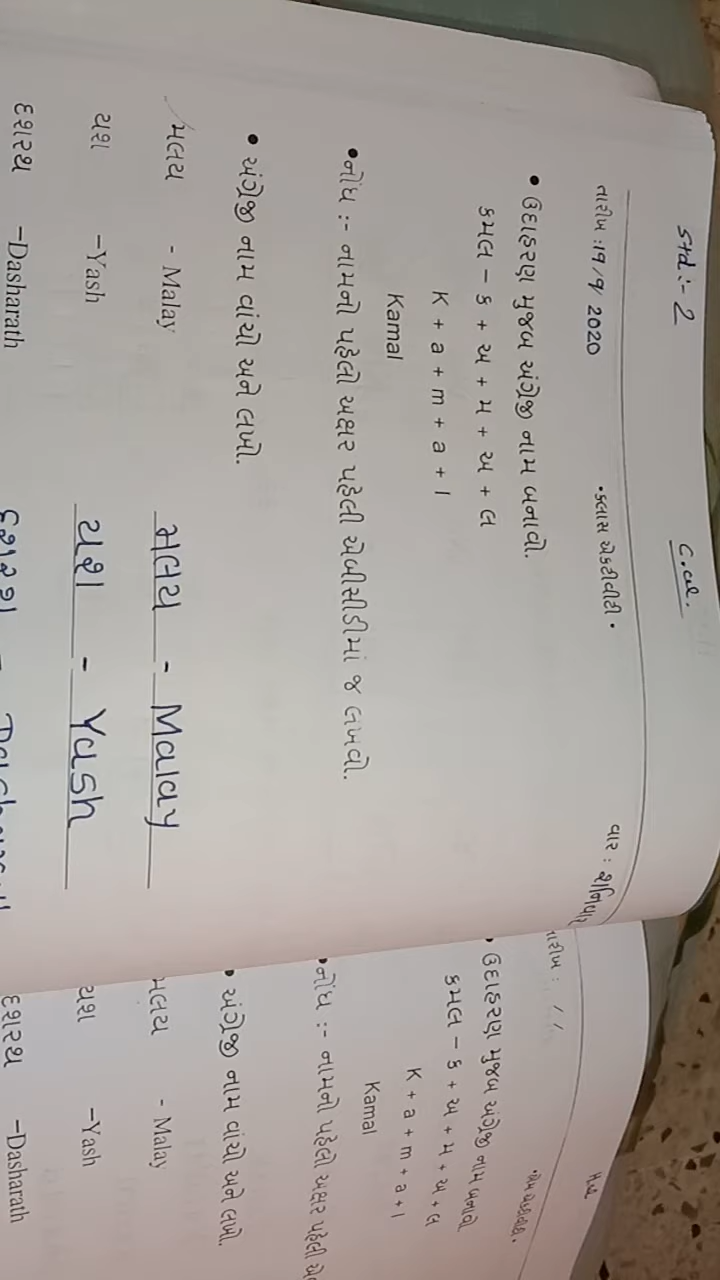 Std :- 2 C.W.
તારીખ : 19/9/2020 • ક્લાસ એક્ટીવીટી • વાર : શનિવાર
• ઉદાહરણ મુજબ અંગ્રેજી નામ બનાવો.
કમલ – ક + અ + મ + અ + લ
K + a + m + a + l
Kamal
• નોંધ :- નામનો પહેલો અક્ષર પહેલી એબીસીડીમાં જ લખવો.
• અંગ્રેજી નામ વાંચો અને લખો.
મલય - Malay મલય - Malay
યશ –Yash યશ - Yash
દશરથ –Dasharath દશરથ -
તારીખ : / / H.W.
• ઉદાહરણ મુજબ અંગ્રેજી નામ બનાવો.
કમલ – ક + અ + મ + અ + લ
K + a + m + a + l
Kamal
• નોંધ :- નામનો પહેલો અક્ષર પહેલી
• અંગ્રેજી નામ વાંચો અને લખો.
મલય - Malay
યશ –Yash
દશરથ –Dasharath